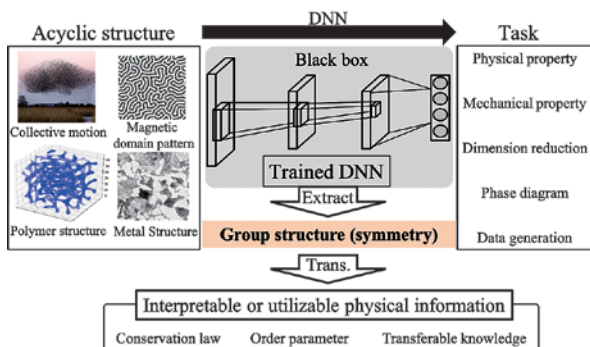 DNN
Acyclic structure
Task
Black box
Collective motion
Magnetic
domain pattern
Polymer structure
Metal Structure
Trained DNN
Extract
Group structure (symmetry)
Trans.
Physical property
Mechanical property
Dimension reduction
Phase diagram
Data generation
Interpretable or utilizable physical information
Conservation law
Order parameter
Transferable knowledge